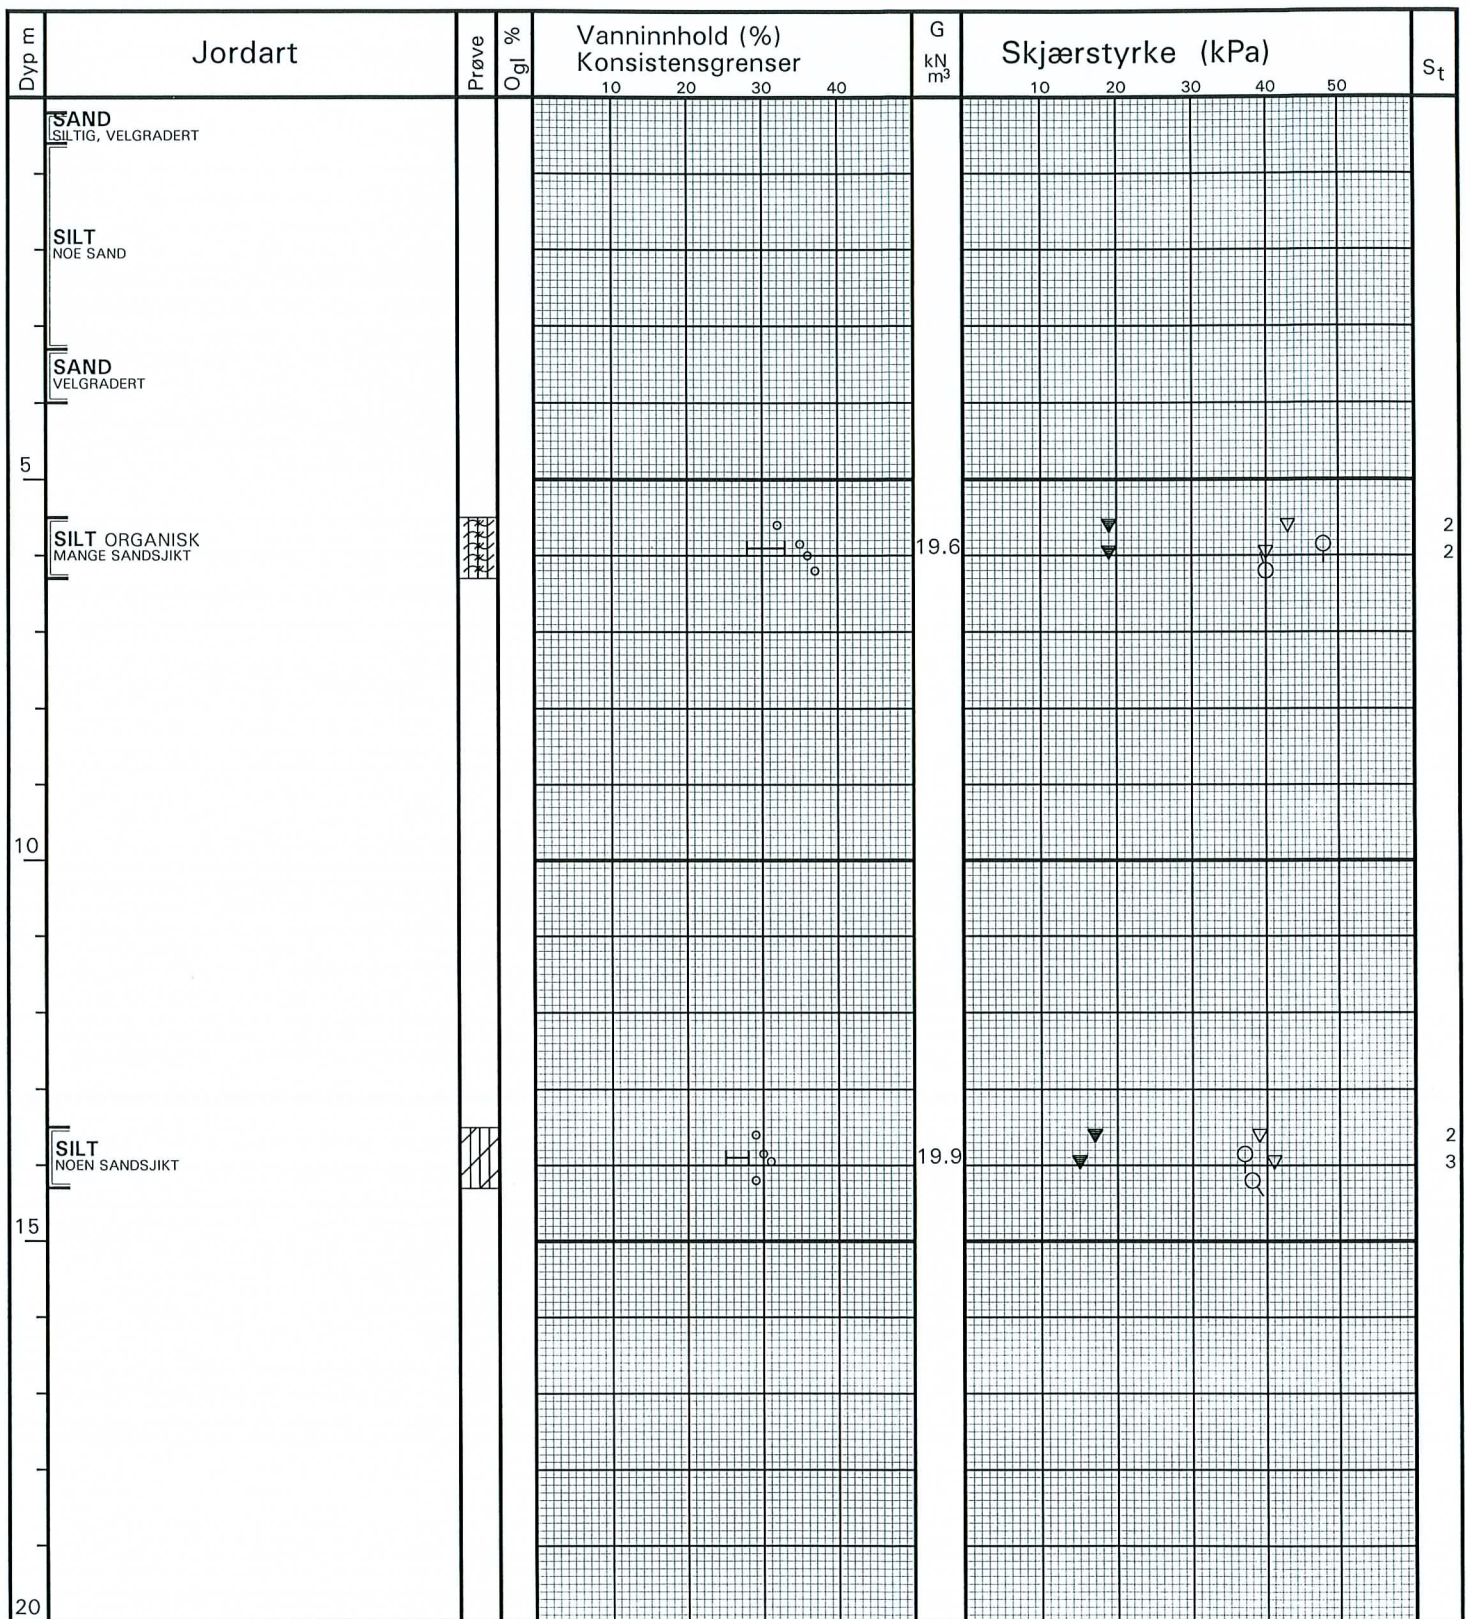 Dyp m
Jordart
Prøve
Ogl %
Vanninnhold (%)
Konsistensgrenser
10 20 30 40
G
kN
m³
Skjærstyrke (kPa)
10 20 30 40 50
St
SAND
SILTIG, VELGRADERT
SILT
NOE SAND
SAND
VELGRADERT
5
SILT ORGANISK
MANGE SANDSJIKT
19.6
2
2
10
SILT
NOEN SANDSJIKT
19.9
2
3
15
20